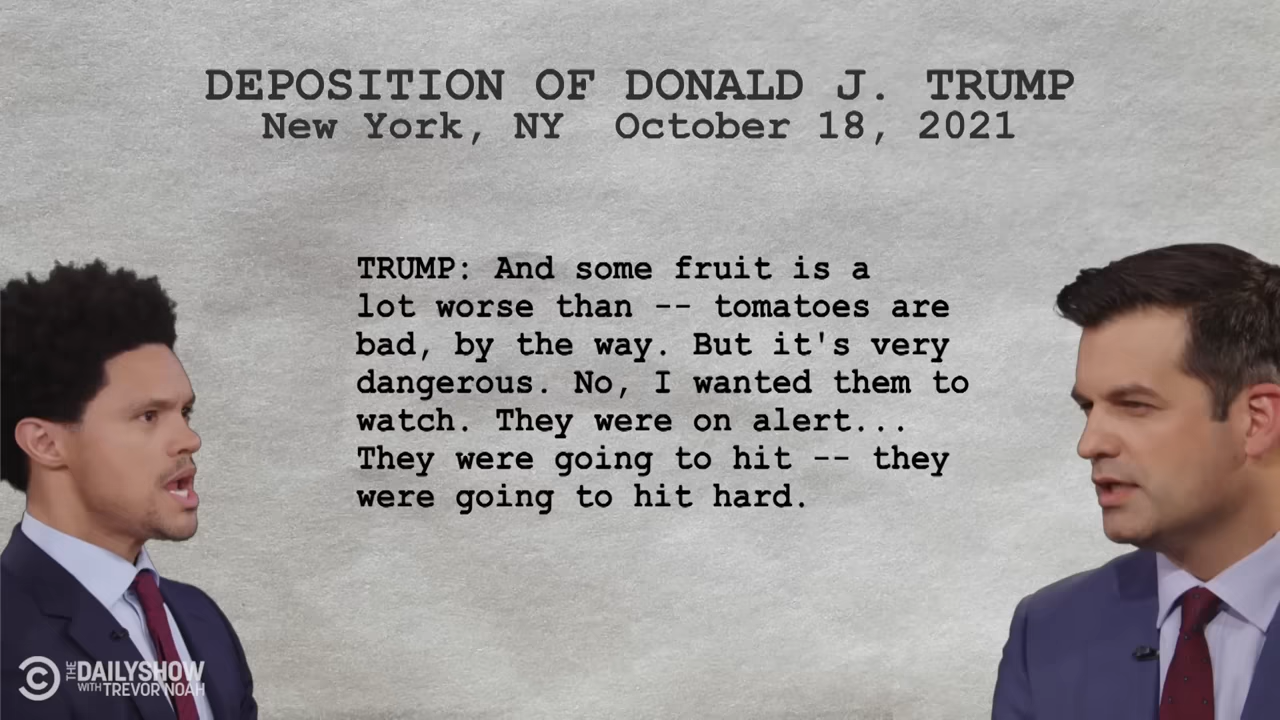 DEPOSITION OF DONALD J. TRUMP
New York, NY October 18, 2021
TRUMP: And some fruit is a
lot worse than -- tomatoes are
bad, by the way. But it's very
dangerous. No, I wanted them to
watch. They were on alert...
They were going to hit -- they
were going to hit hard.
THE DAILYSHOW
WITH TREVOR NOAH